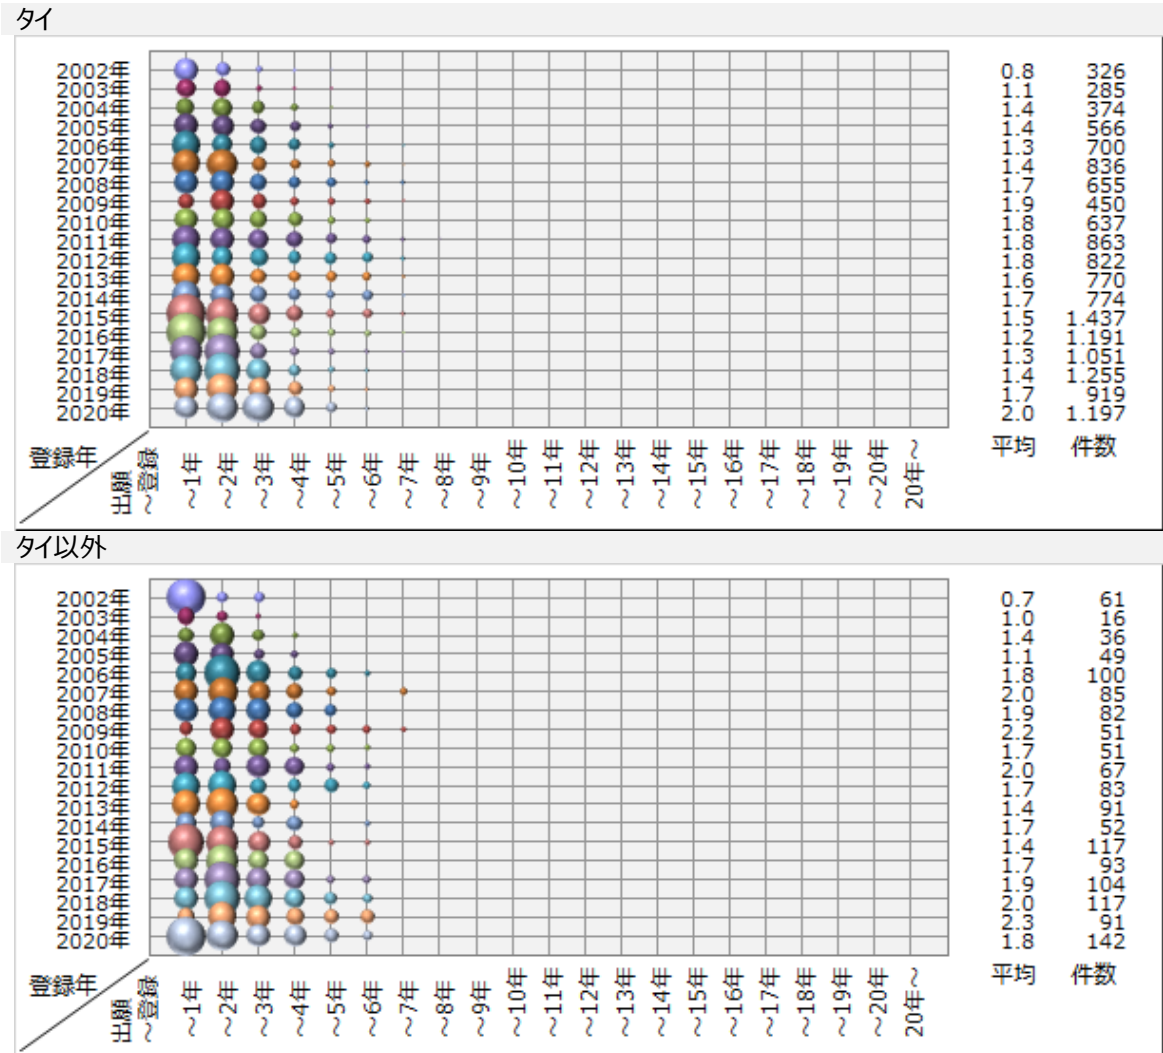 タイ
2002年 0.8 326
2003年 1.1 285
2004年 1.4 374
2005年 1.4 566
2006年 1.3 700
2007年 1.4 836
2008年 1.7 655
2009年 1.9 450
2010年 1.8 637
2011年 1.8 863
2012年 1.8 822
2013年 1.6 770
2014年 1.7 774
2015年 1.5 1.437
2016年 1.2 1.191
2017年 1.3 1.051
2018年 1.4 1.255
2019年 1.7 919
2020年 2.0 1.197
登録年 平均 件数
出願
～登録
～1年
～2年
～3年
～4年
～5年
～6年
～7年
～8年
～9年
～10年
～11年
～12年
～13年
～14年
～15年
～16年
～17年
～18年
～19年
～20年
20年～
タイ以外
2002年 0.7 61
2003年 1.0 16
2004年 1.4 36
2005年 1.1 49
2006年 1.8 100
2007年 2.0 85
2008年 1.9 82
2009年 2.2 51
2010年 1.7 51
2011年 2.0 67
2012年 1.7 83
2013年 1.4 91
2014年 1.7 52
2015年 1.4 117
2016年 1.7 93
2017年 1.9 104
2018年 2.0 117
2019年 2.3 91
2020年 1.8 142
登録年 平均 件数
出願
～登録
～1年
～2年
～3年
～4年
～5年
～6年
～7年
～8年
～9年
～10年
～11年
～12年
～13年
～14年
～15年
～16年
～17年
～18年
～19年
～20年
20年～